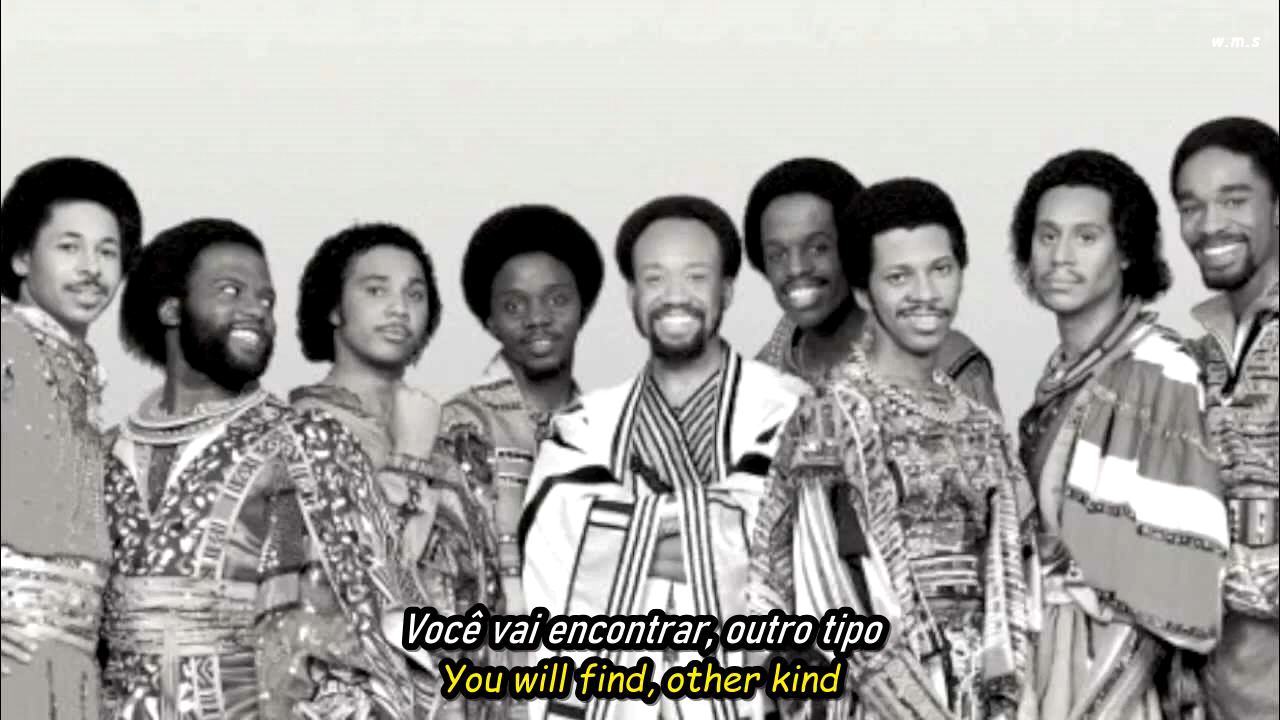 w.m.s
Você vai encontrar, outro tipo
You will find, other kind